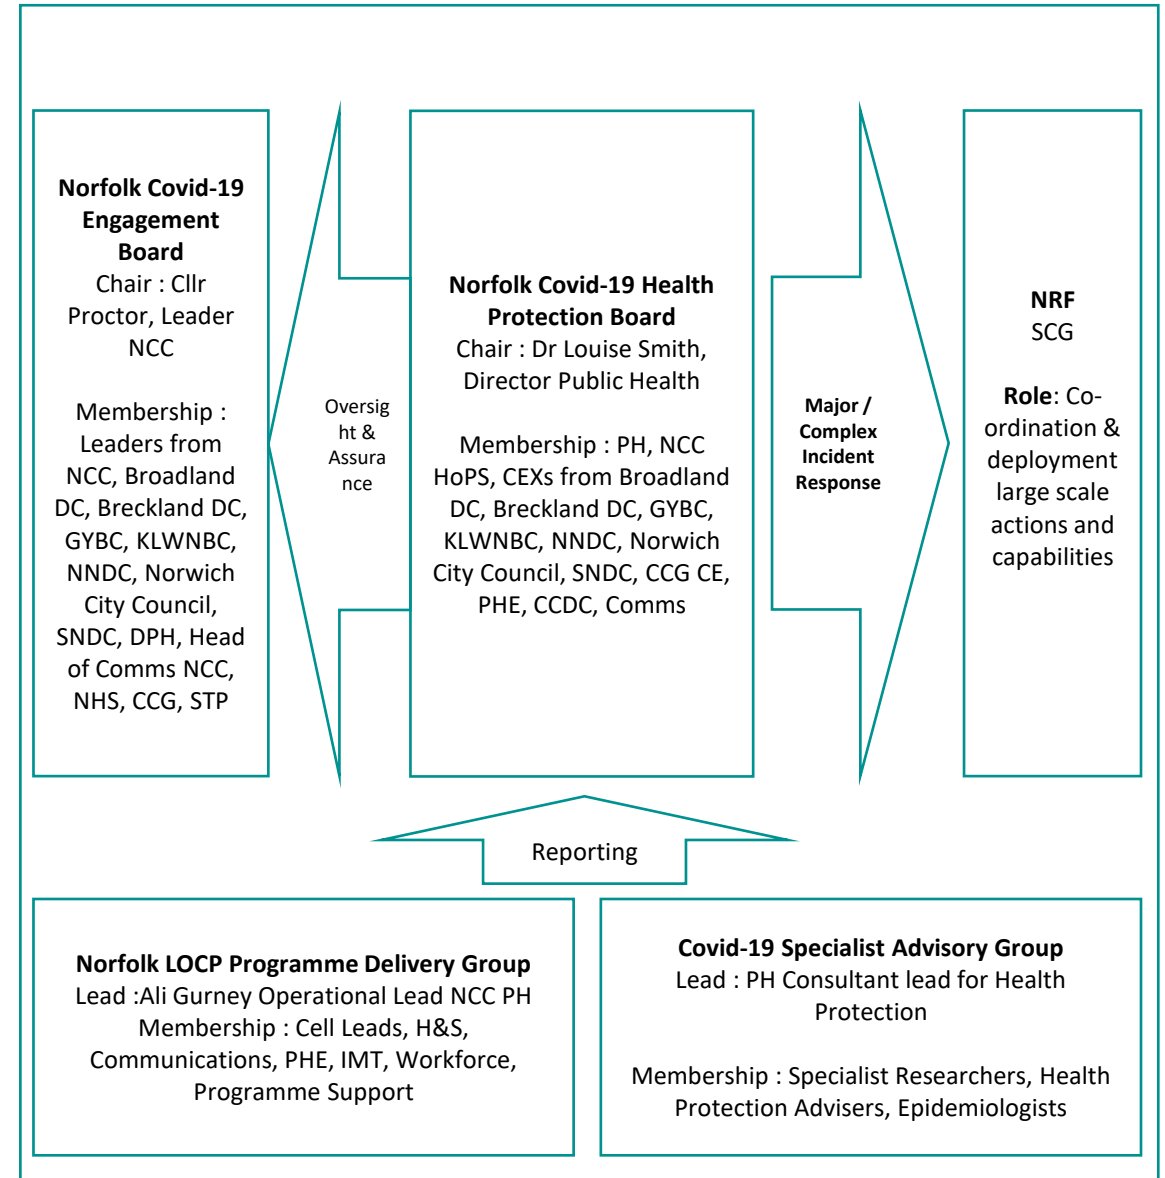 Norfolk Covid-19
Engagement
Board
Chair : Cllr
Proctor, Leader
NCC
Membership :
Leaders from
NCC, Broadland
DC, Breckland DC,
GYBC, KLWNBC,
NNDC, Norwich
City Council,
SNDC, DPH, Head
of Comms NCC,
NHS, CCG, STP
Oversig
ht &
Assura
nce
Norfolk Covid-19 Health
Protection Board
Chair : Dr Louise Smith,
Director Public Health
Membership : PH, NCC
HoPS, CEXs from Broadland
DC, Breckland DC, GYBC,
KLWNBC, NNDC, Norwich
City Council, SNDC, CCG CE,
PHE, CCDC, Comms
Major /
Complex
Incident
Response
NRF
SCG
Role: Co-
ordination &
deployment
large scale
actions and
capabilities
Reporting
Norfolk LOCP Programme Delivery Group
Lead :Ali Gurney Operational Lead NCC PH
Membership : Cell Leads, H&S,
Communications, PHE, IMT, Workforce,
Programme Support
Covid-19 Specialist Advisory Group
Lead : PH Consultant lead for Health
Protection
Membership : Specialist Researchers, Health
Protection Advisers, Epidemiologists